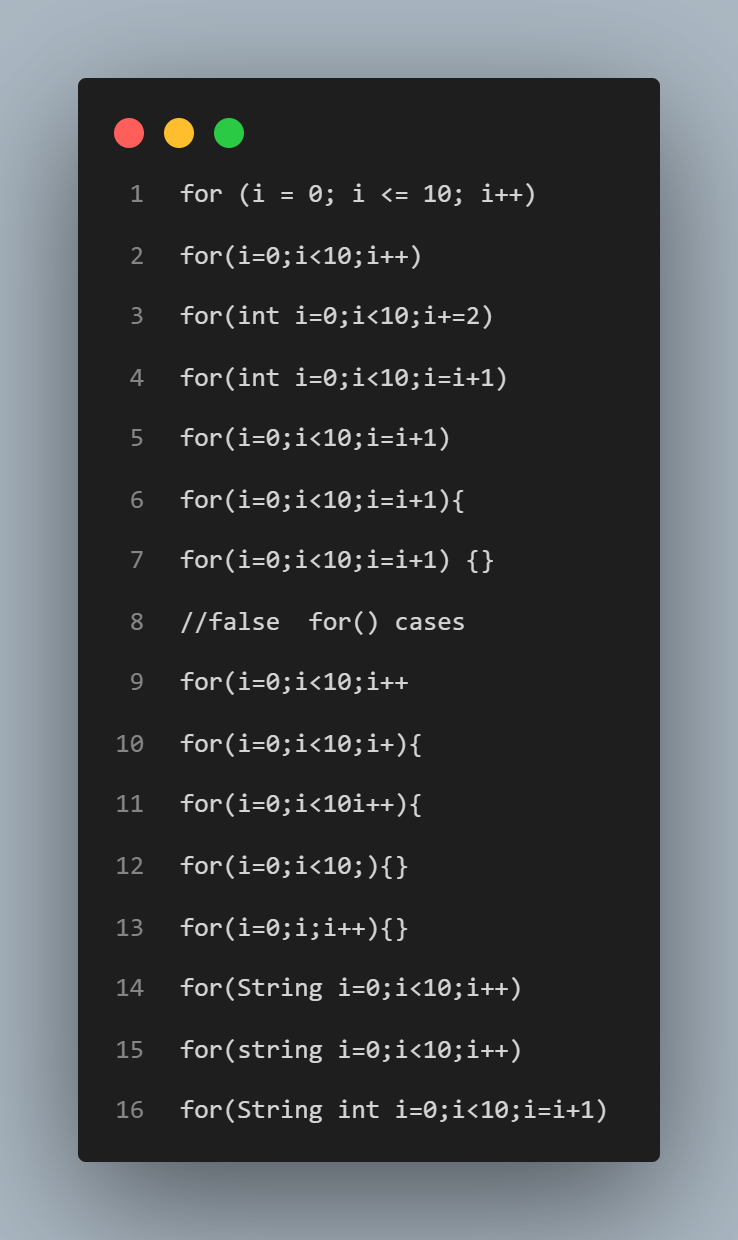 1 for (i = 0; i <= 10; i++)
2 for(i=0;i<10;i++)
3 for(int i=0;i<10;i+=2)
4 for(int i=0;i<10;i=i+1)
5 for(i=0;i<10;i=i+1)
6 for(i=0;i<10;i=i+1){
7 for(i=0;i<10;i=i+1) {}
8 //false  for() cases
9 for(i=0;i<10;i++
10 for(i=0;i<10;i+){
11 for(i=0;i<10i++){
12 for(i=0;i<10;){}
13 for(i=0;i;i++){}
14 for(String i=0;i<10;i++)
15 for(string i=0;i<10;i++)
16 for(String int i=0;i<10;i=i+1)